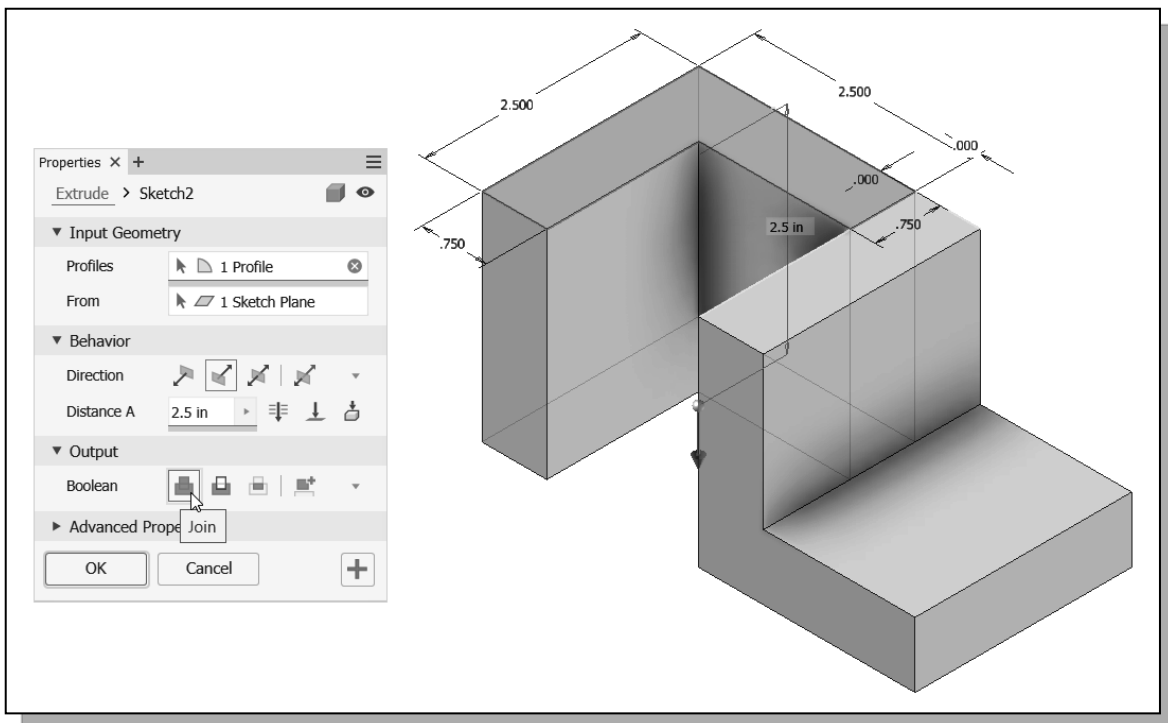 Properties × +
Extrude > Sketch2
Input Geometry
Profiles 1 Profile
From 1 Sketch Plane
Behavior
Direction
Distance A 2.5 in
Output
Boolean
Join
Advanced Prope
OK Cancel +
2.500
2.500
.000
.000
.750
.750
2.5 in